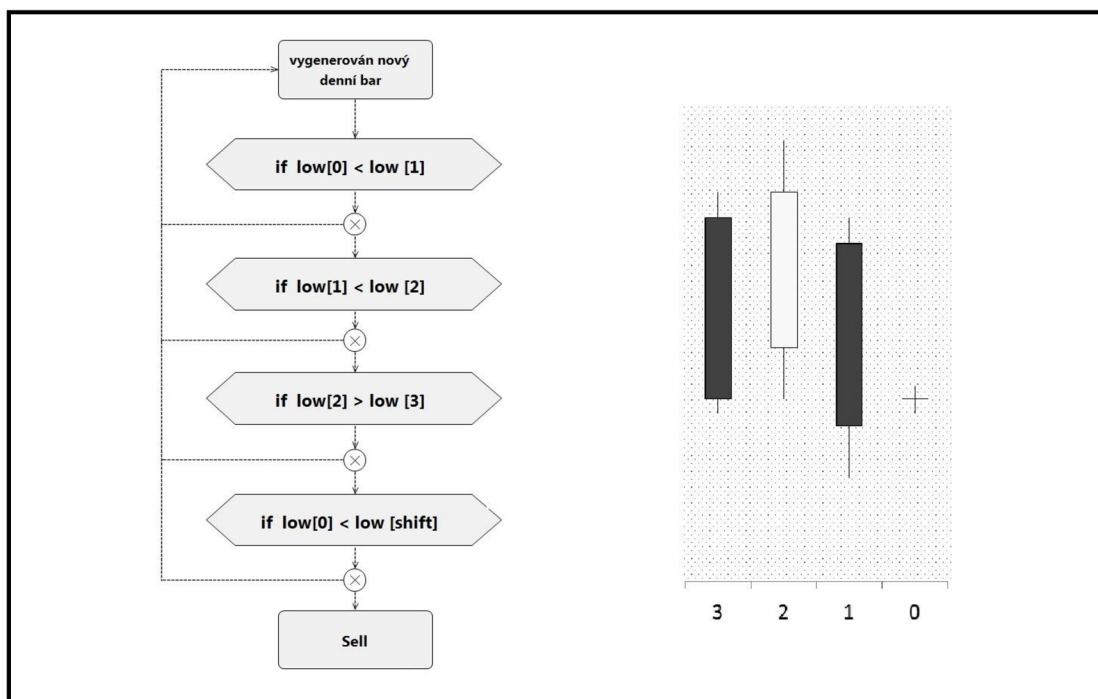 vygenerován nový
denní bar
if low[0] < low [1]
if low[1] < low [2]
if low[2] > low [3]
if low[0] < low [shift]
Sell
3 2 1 0